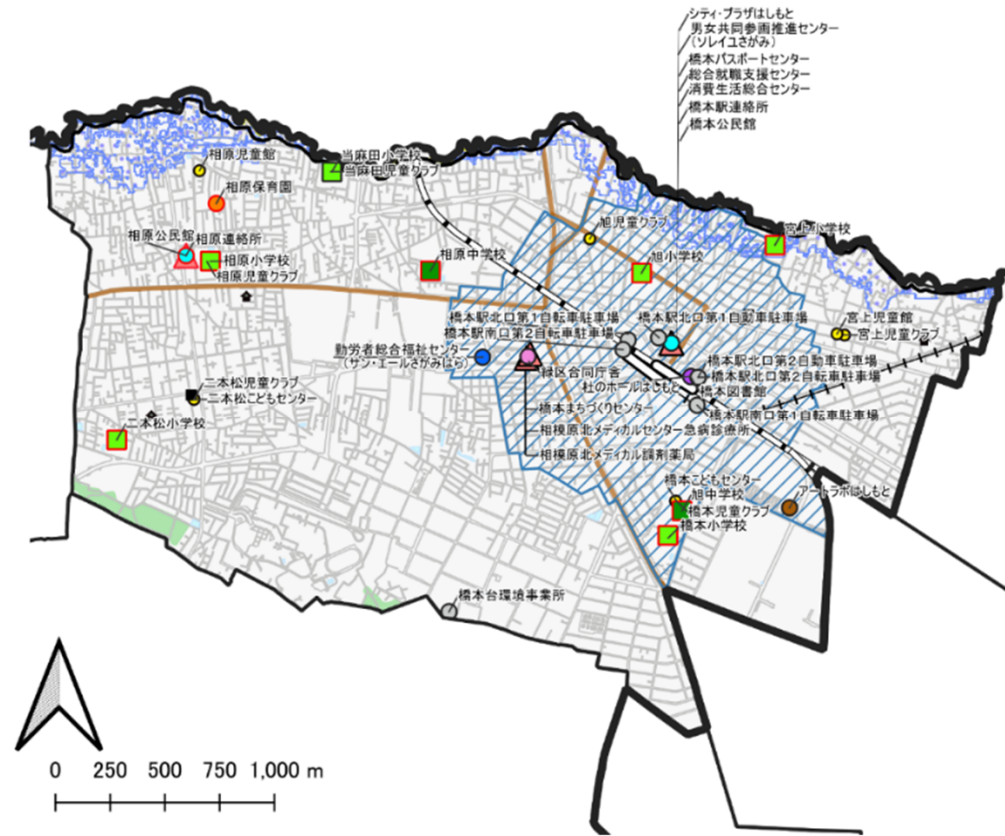 シティ・プラザはしもと
男女共同参画推進センター
(ソレイユさがみ)
橋本パスポートセンター
総合就職支援センター
消費生活総合センター
橋本駅連絡所
橋本公民館
相原児童館
当麻田小学校
当麻田児童クラブ
相原保育園
相原公民館
相原連絡所
相原小学校
相原児童クラブ
相原中学校
旭児童クラブ
旭小学校
宮上小学校
宮上児童館
宮上児童クラブ
橋本駅北口第1自転車駐車場
橋本駅北口第1自動車駐車場
橋本駅南口第2自転車駐車場
勤労者総合福祉センター
(サン・エールさがみはら)
緑区合同庁舎
杜のホールはしもと
橋本駅北口第2自動車駐車場
橋本駅北口第2自転車駐車場
橋本図書館
橋本駅南口第1自転車駐車場
橋本まちづくりセンター
相模原北メディカルセンター急病診療所
相模原北メディカル調剤薬局
二本松児童クラブ
二本松こどもセンター
二本松小学校
橋本こどもセンター
旭中学校
橋本児童クラブ
橋本小学校
アートラボはしもと
橋本台環境事業所
0 250 500 750 1,000 m